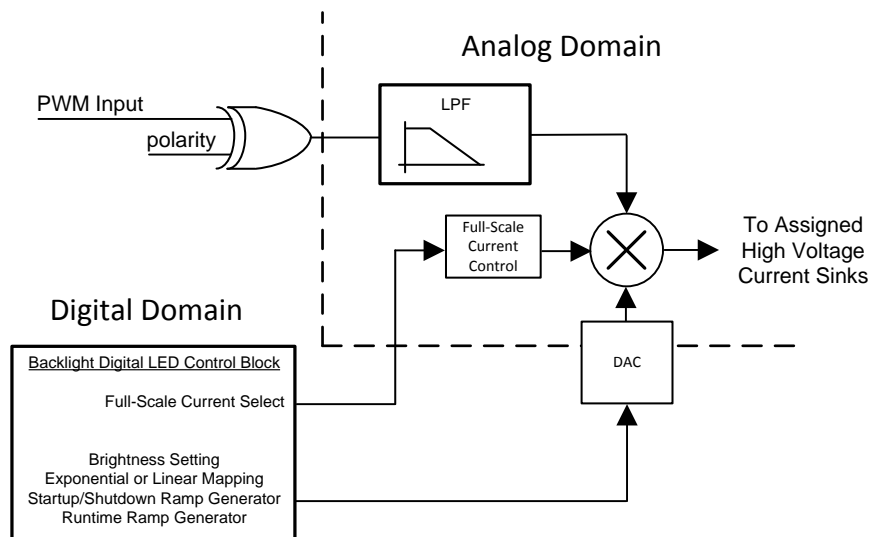 Analog Domain
PWM Input
polarity
LPF
Full-Scale
Current
Control
To Assigned
High Voltage
Current Sinks
Digital Domain
DAC
Backlight Digital LED Control Block
Full-Scale Current Select
Brightness Setting
Exponential or Linear Mapping
Startup/Shutdown Ramp Generator
Runtime Ramp Generator